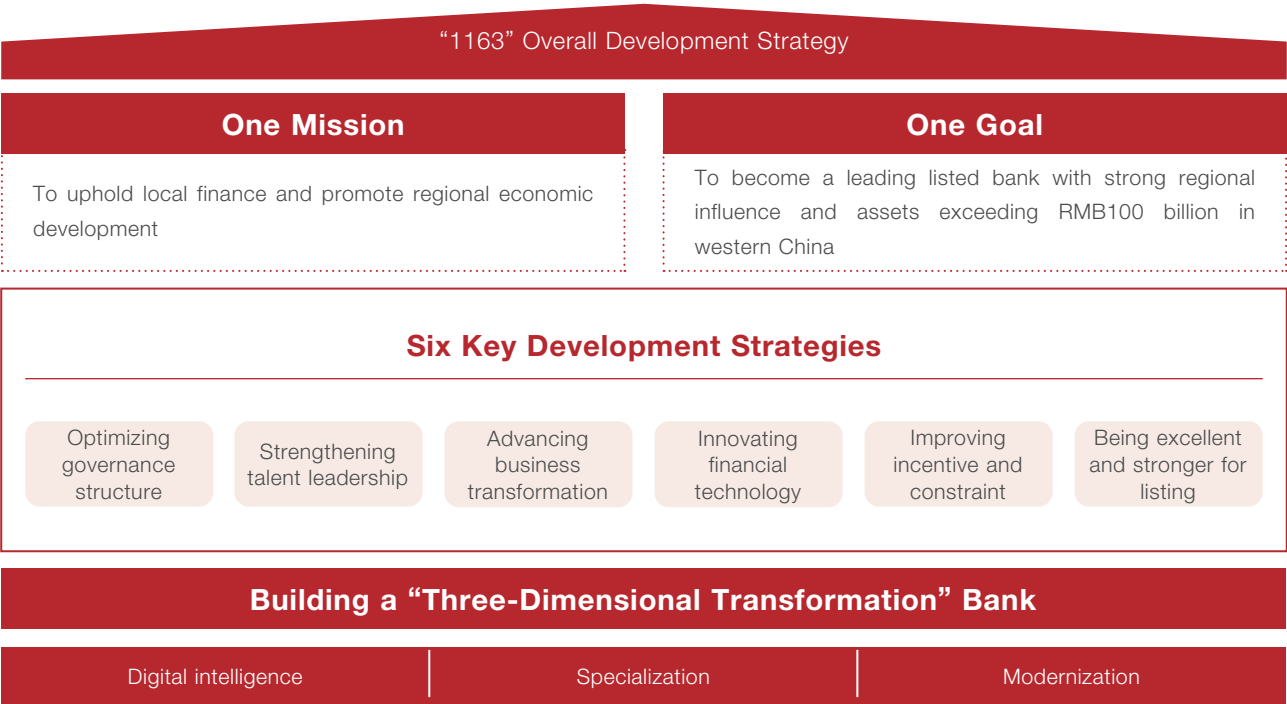 “1163” Overall Development Strategy
One Mission
To uphold local finance and promote regional economic
development
One Goal
To become a leading listed bank with strong regional
influence and assets exceeding RMB100 billion in
western China
Six Key Development Strategies
Optimizing
governance
structure
Strengthening
talent leadership
Advancing
business
transformation
Innovating
financial
technology
Improving
incentive and
constraint
Being excellent
and stronger for
listing
Building a “Three-Dimensional Transformation” Bank
Digital intelligence
Specialization
Modernization